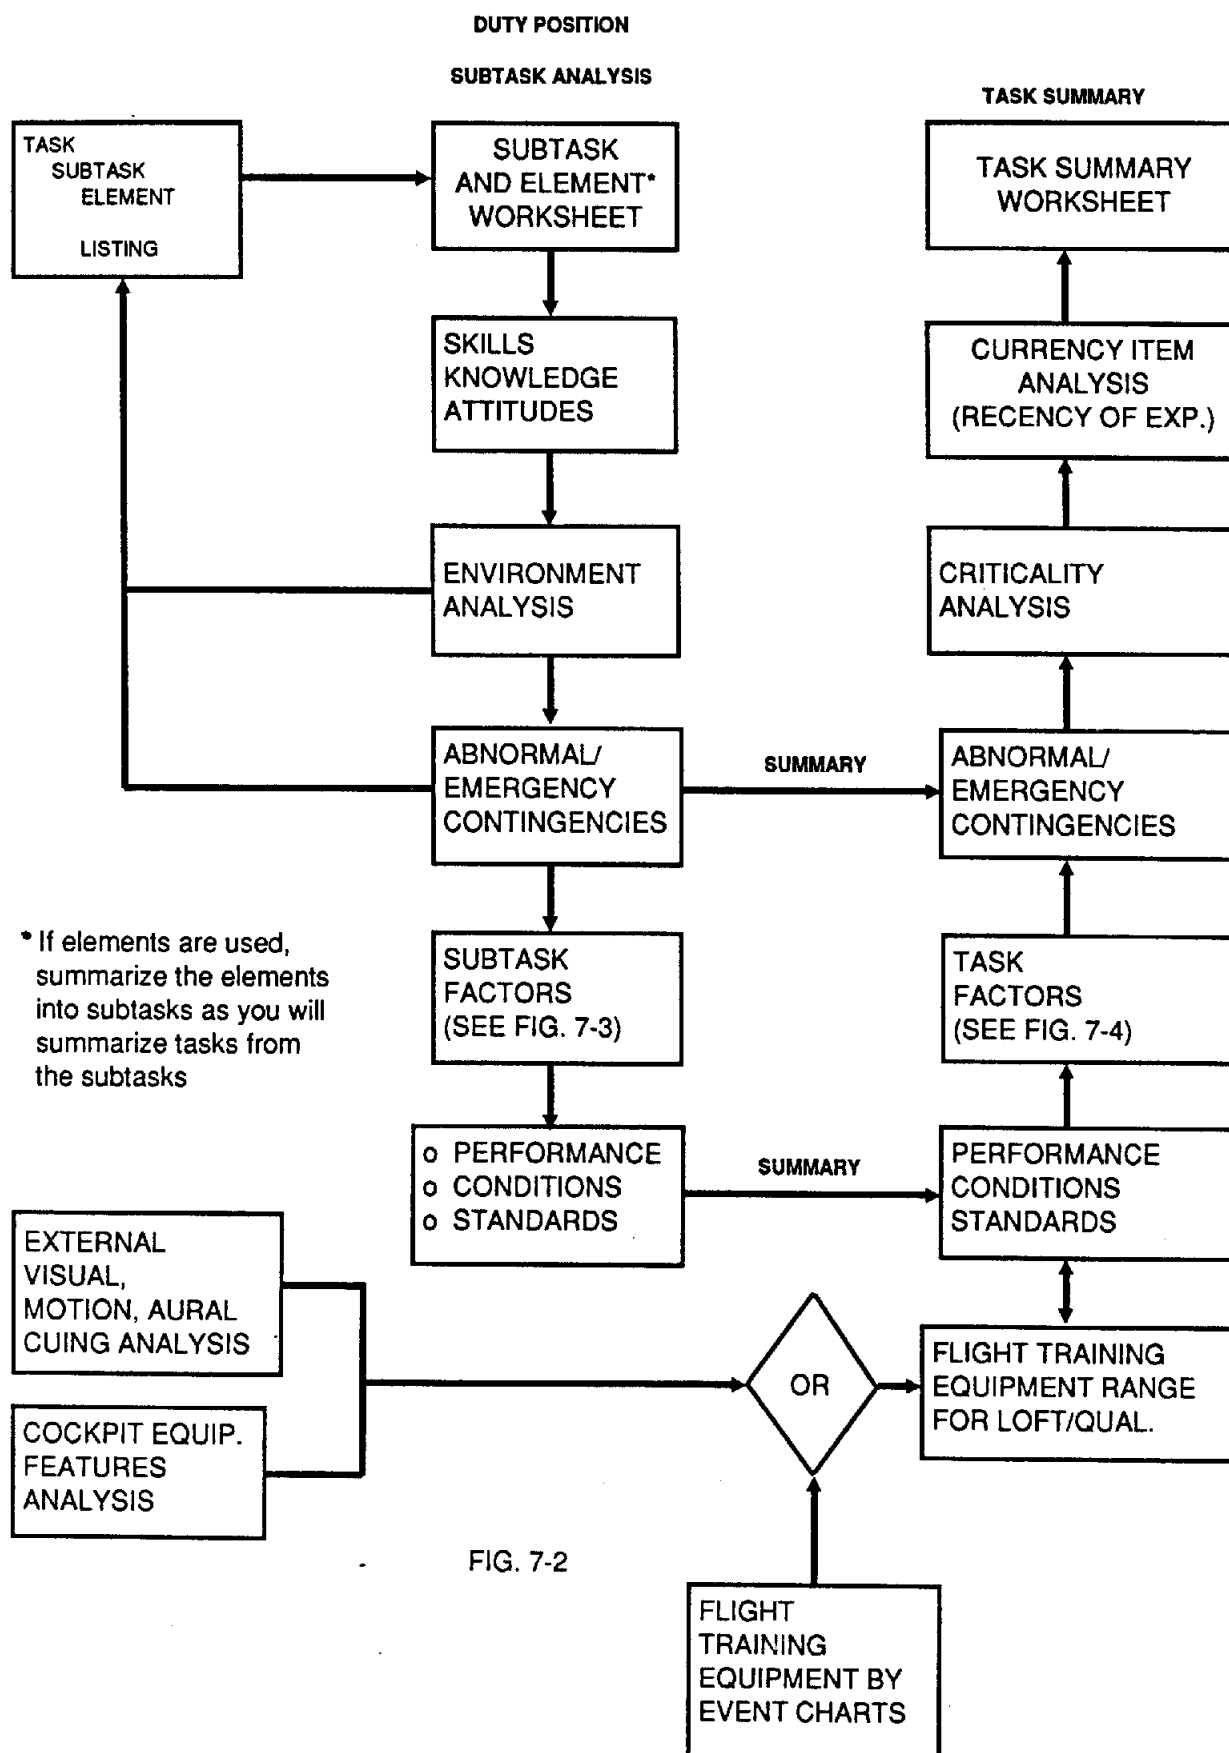 DUTY POSITION
SUBTASK ANALYSIS
TASK SUMMARY
TASK
SUBTASK
ELEMENT
LISTING
SUBTASK
AND ELEMENT*
WORKSHEET
TASK SUMMARY
WORKSHEET
SKILLS
KNOWLEDGE
ATTITUDES
CURRENCY ITEM
ANALYSIS
(RECENCY OF EXP.)
ENVIRONMENT
ANALYSIS
CRITICALITY
ANALYSIS
ABNORMAL/
EMERGENCY
CONTINGENCIES
SUMMARY
ABNORMAL/
EMERGENCY
CONTINGENCIES
* If elements are used,
summarize the elements
into subtasks as you will
summarize tasks from
the subtasks
SUBTASK
FACTORS
(SEE FIG. 7-3)
TASK
FACTORS
(SEE FIG. 7-4)
o PERFORMANCE
o CONDITIONS
o STANDARDS
SUMMARY
PERFORMANCE
CONDITIONS
STANDARDS
EXTERNAL
VISUAL,
MOTION, AURAL
CUING ANALYSIS
OR
FLIGHT TRAINING
EQUIPMENT RANGE
FOR LOFT/QUAL.
COCKPIT EQUIP.
FEATURES
ANALYSIS
FIG. 7-2
FLIGHT
TRAINING
EQUIPMENT BY
EVENT CHARTS